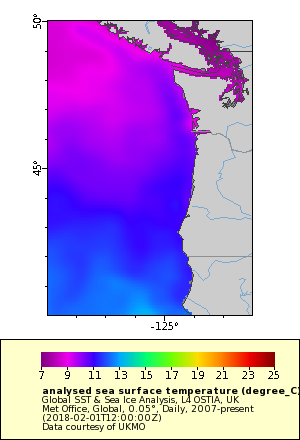 50°
45°
-125°
7 9 11 13 15 17 19 21 23 25
analysed sea surface temperature (degree_C)
Global SST & Sea Ice Analysis, L4 OSTIA, UK
Met Office, Global, 0.05°, Daily, 2007-present
(2018-02-01T12:00:00Z)
Data courtesy of UKMO